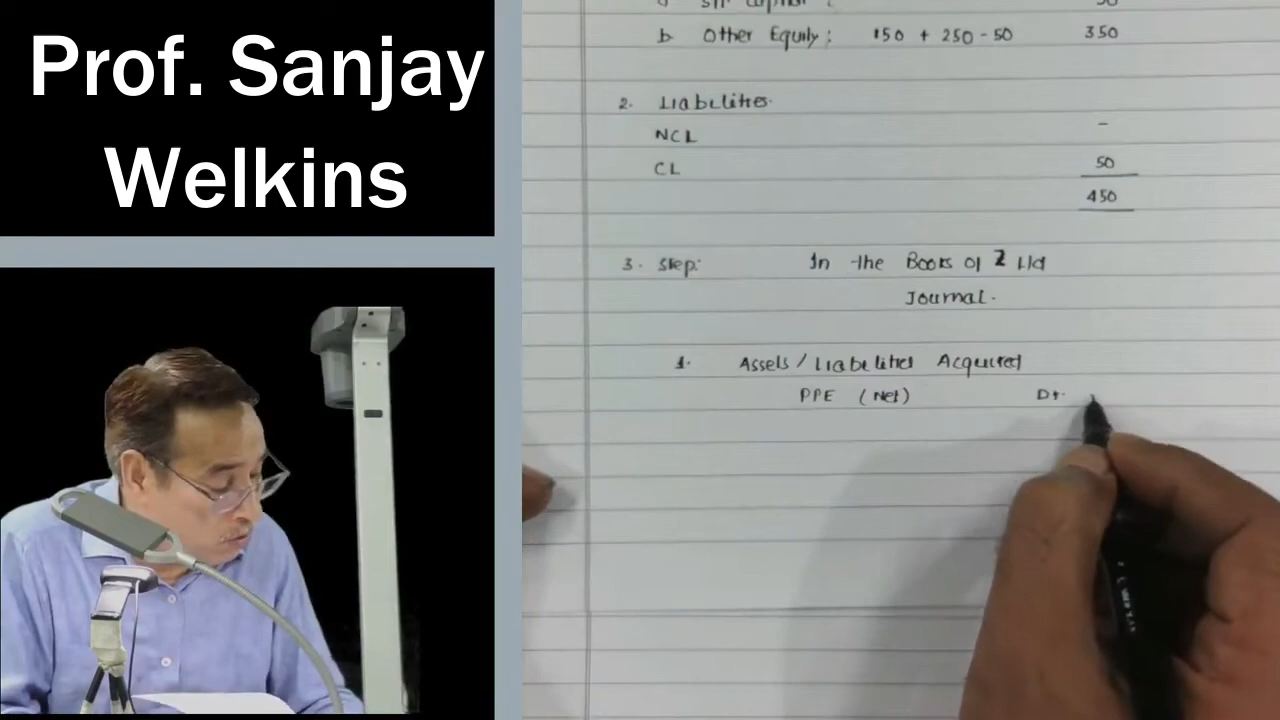 Prof. Sanjay
Welkins
b Other Equity: 150 + 250 - 50 350
2. Liabilities.
NCL -
CL 50
450
3. Step: In the Books of Z Ltd
Journal.
1. Assets / Liabilities Acquired
PPE (Net) Dr.